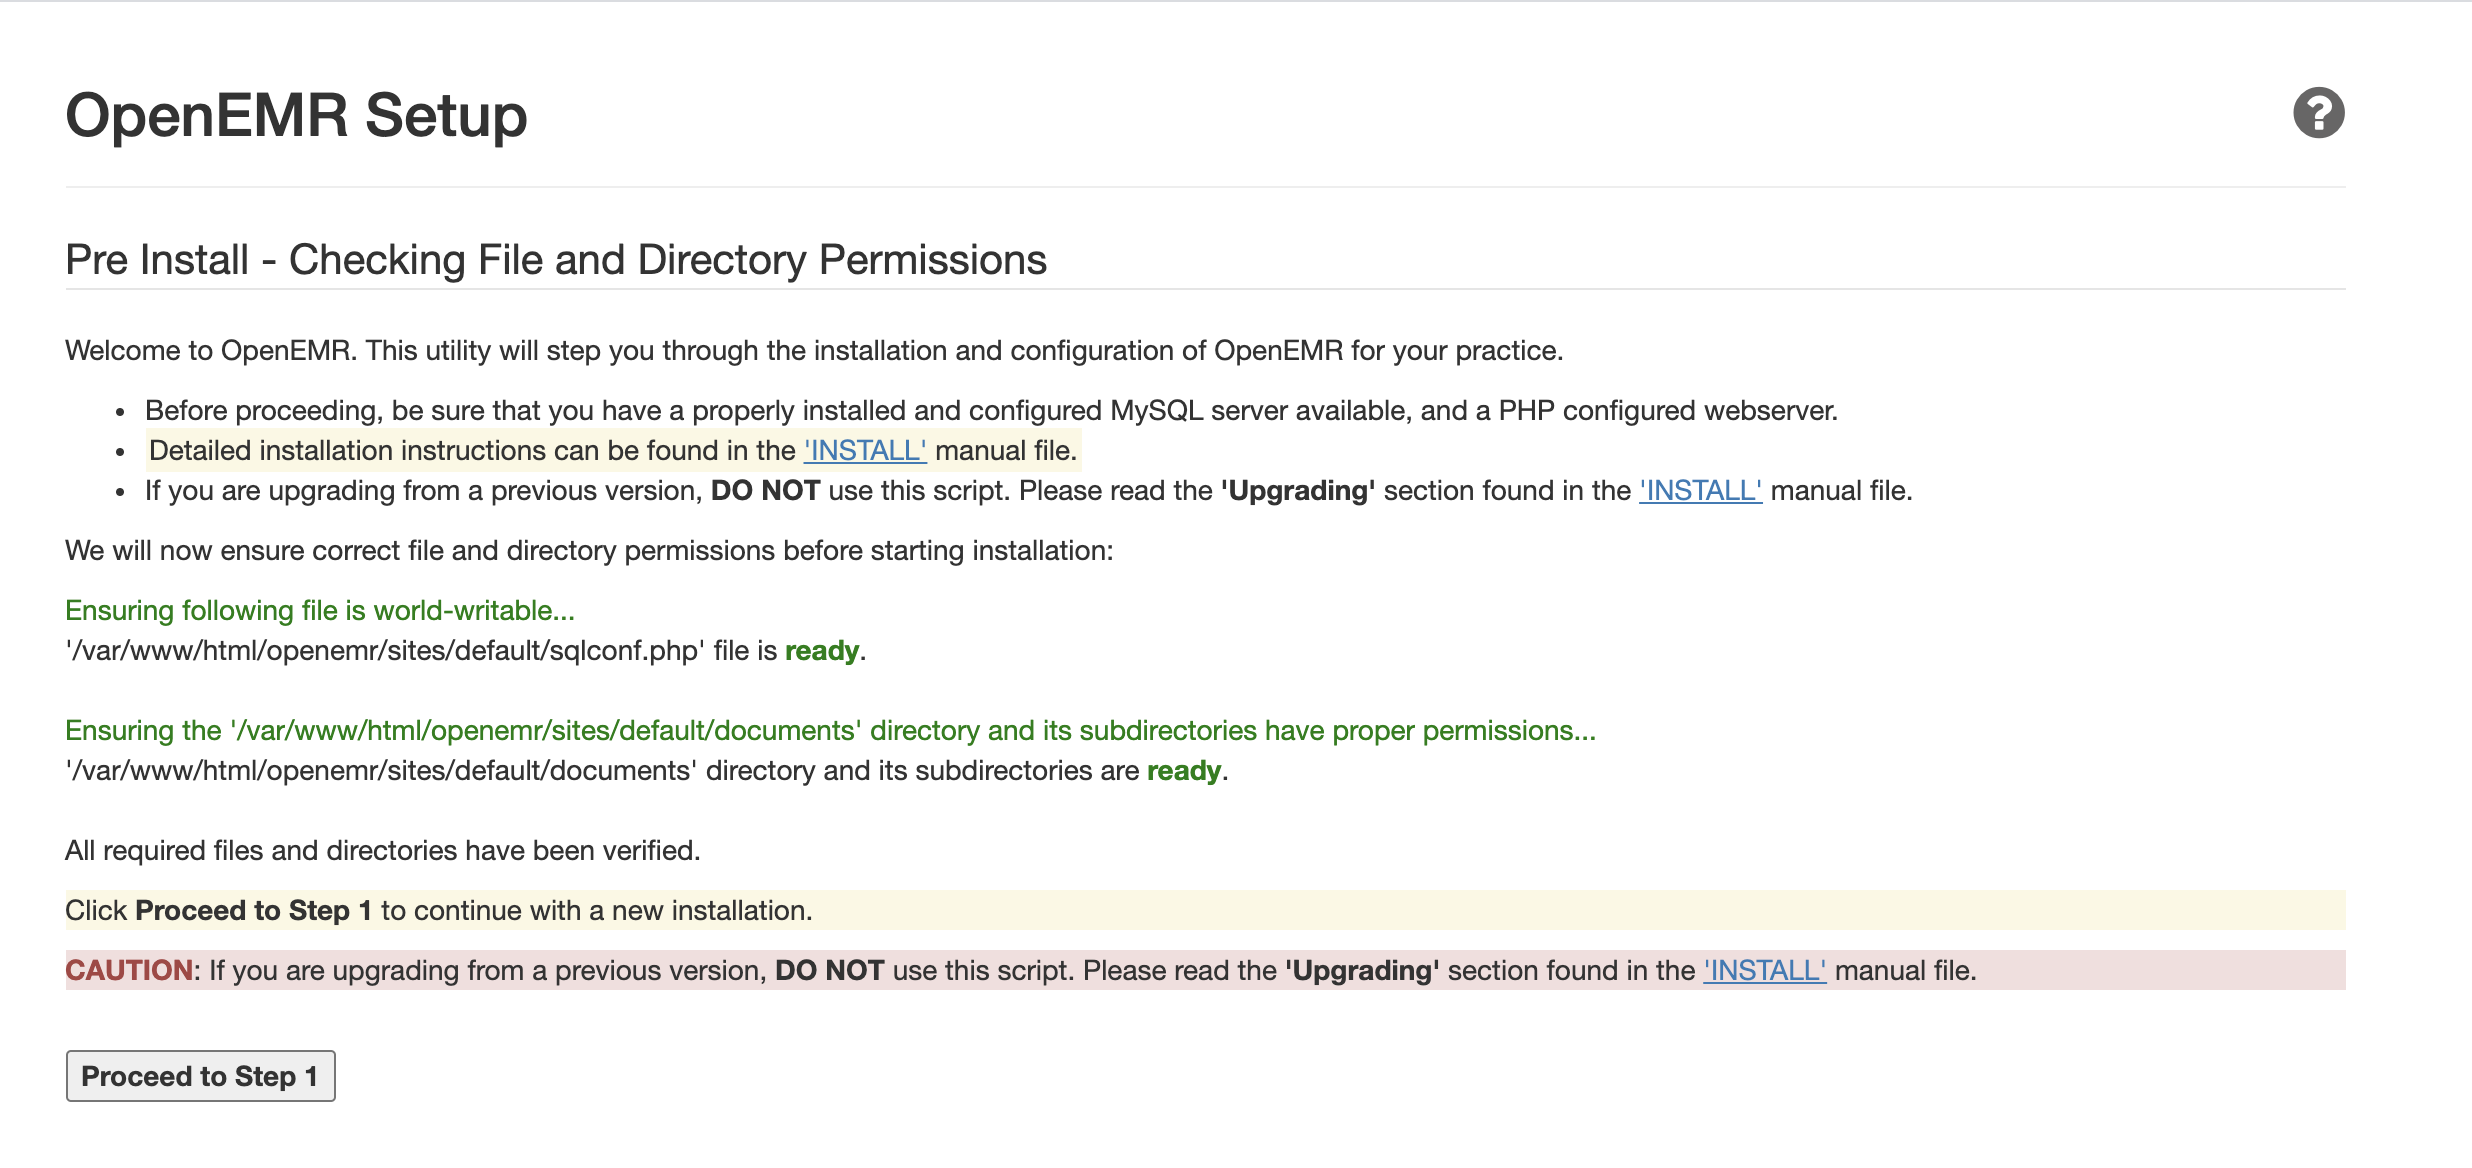 OpenEMR Setup
?
Pre Install - Checking File and Directory Permissions
Welcome to OpenEMR. This utility will step you through the installation and configuration of OpenEMR for your practice.
• Before proceeding, be sure that you have a properly installed and configured MySQL server available, and a PHP configured webserver.
• Detailed installation instructions can be found in the 'INSTALL' manual file.
• If you are upgrading from a previous version, DO NOT use this script. Please read the 'Upgrading' section found in the 'INSTALL' manual file.
We will now ensure correct file and directory permissions before starting installation:
Ensuring following file is world-writable...
'/var/www/html/openemr/sites/default/sqlconf.php' file is ready.
Ensuring the '/var/www/html/openemr/sites/default/documents' directory and its subdirectories have proper permissions...
'/var/www/html/openemr/sites/default/documents' directory and its subdirectories are ready.
All required files and directories have been verified.
Click Proceed to Step 1 to continue with a new installation.
CAUTION: If you are upgrading from a previous version, DO NOT use this script. Please read the 'Upgrading' section found in the 'INSTALL' manual file.
Proceed to Step 1